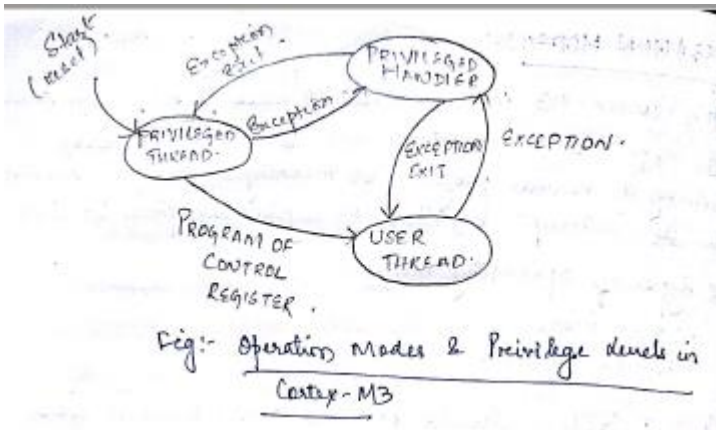 Start
(reset).
Exception
exit.
PRIVILEGED
HANDLER
PRIVILEGED
THREAD.
Exception
EXCEPTION
EXIT
EXCEPTION.
PROGRAM OF
CONTROL
REGISTER.
USER
THREAD.
Fig:- Operation Modes & Preivilege levels in
Cortex-M3